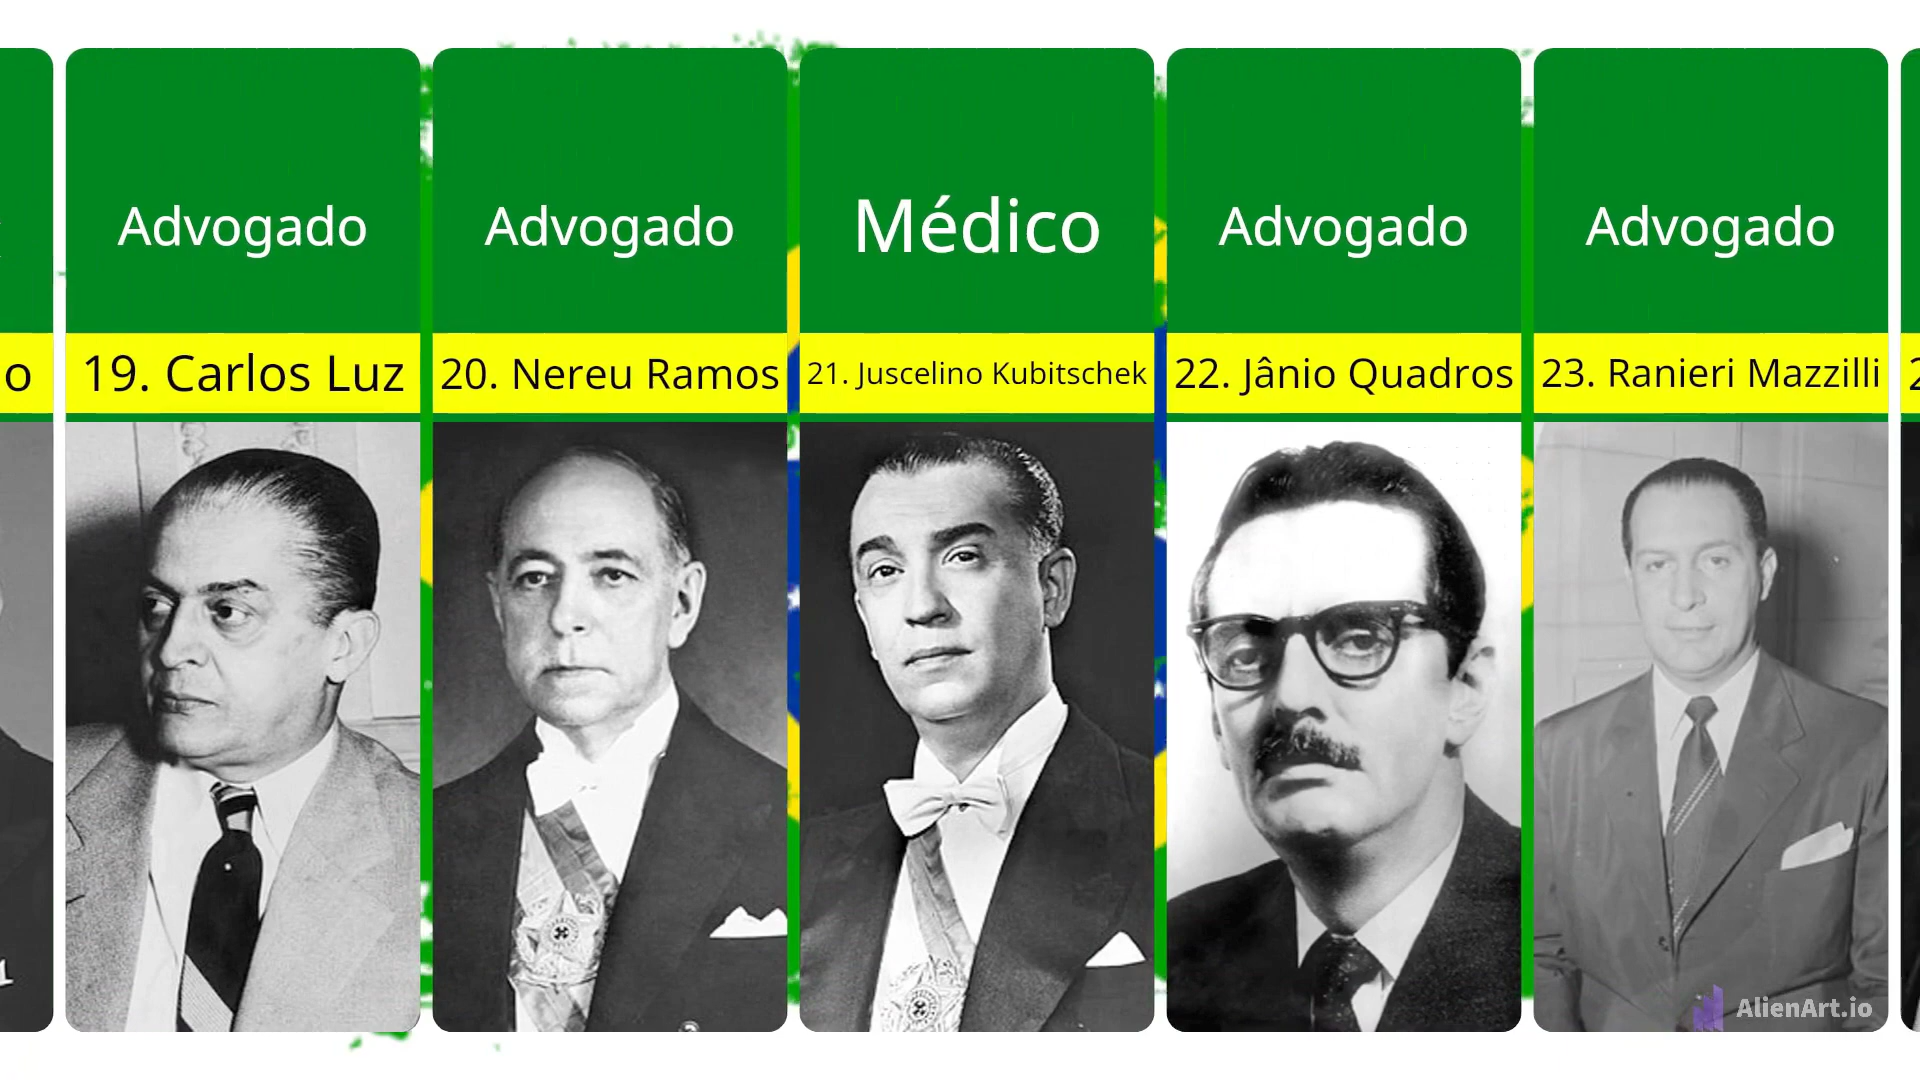 Advogado
19. Carlos Luz
Advogado
20. Nereu Ramos
Médico
21. Juscelino Kubitschek
Advogado
22. Jânio Quadros
Advogado
23. Ranieri Mazzilli
AlienArt.io